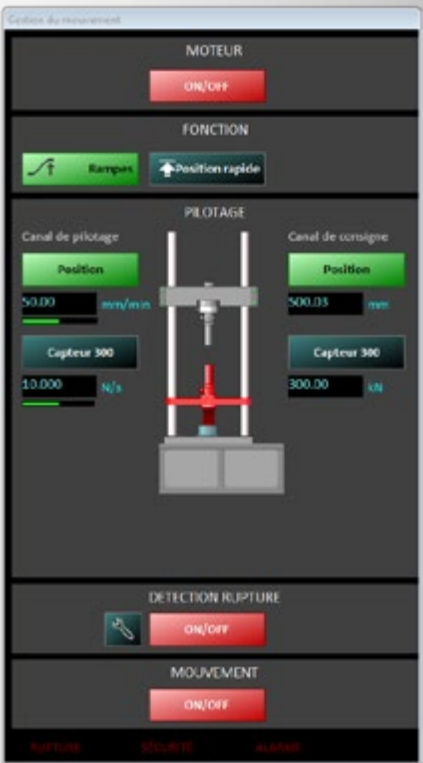 Gestion du mouvement
MOTEUR
ON/OFF
FONCTION
Rampes
Position rapide
PILOTAGE
Canal de pilotage
Canal de consigne
Position
Position
50.00 mm/min
500.03 mm
Capteur 300
Capteur 300
10.000 N/s
300.00 kN
DETECTION RUPTURE
ON/OFF
MOUVEMENT
ON/OFF
RUPTURE SÉCURITÉ ALARME